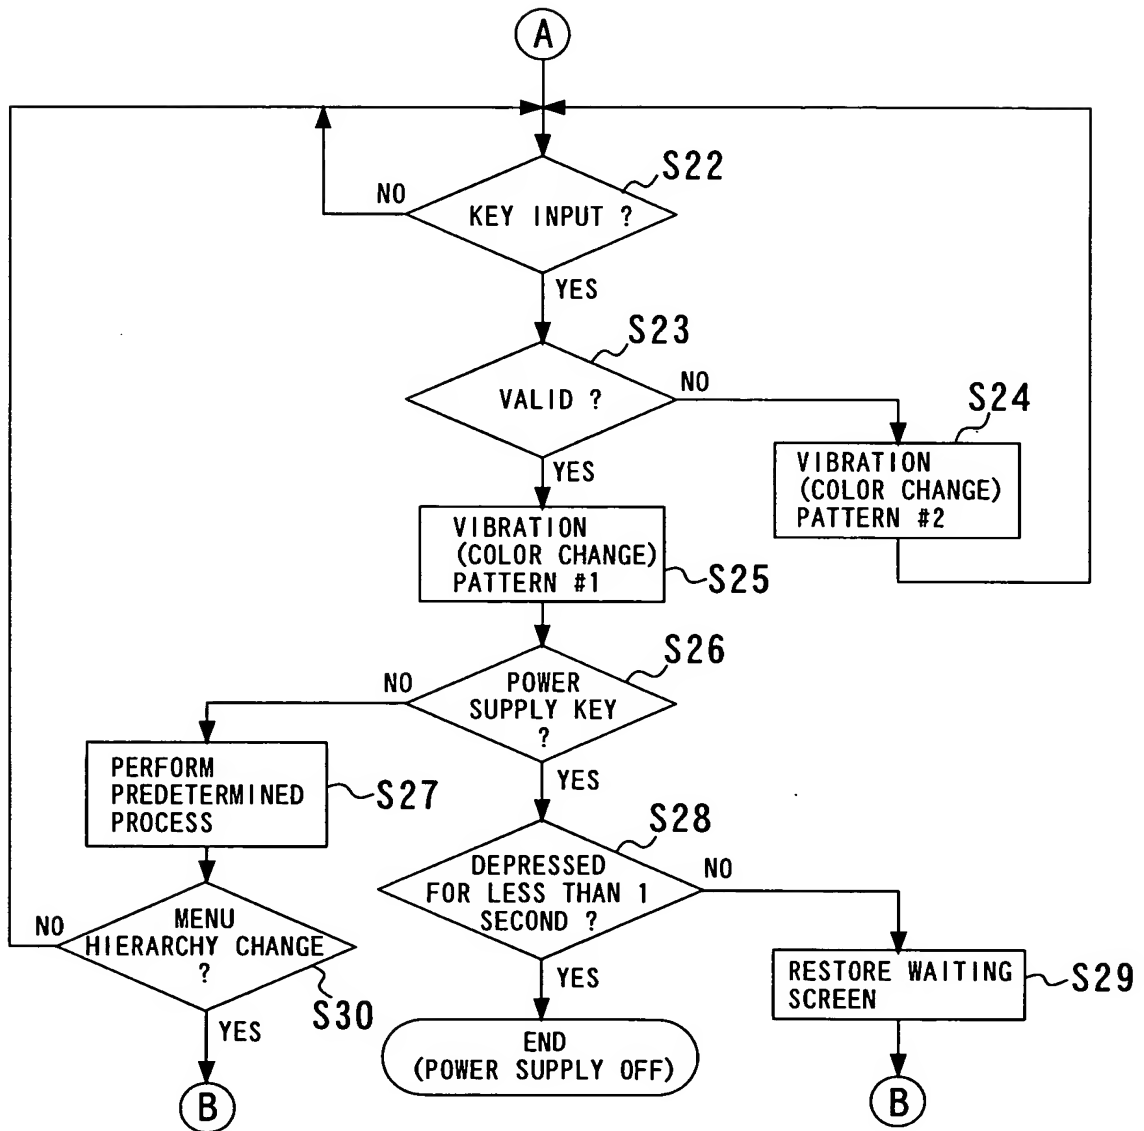 A
S22
NO
KEY INPUT ?
YES
S23
VALID ?
NO
S24
VIBRATION
(COLOR CHANGE)
PATTERN #2
YES
VIBRATION
(COLOR CHANGE)
PATTERN #1
S25
S26
NO
POWER
SUPPLY KEY
?
YES
PERFORM
PREDETERMINED
PROCESS
S27
S28
DEPRESSED
FOR LESS THAN 1
SECOND ?
NO
YES
NO
MENU
HIERARCHY CHANGE
?
S30
YES
RESTORE WAITING
SCREEN
S29
END
(POWER SUPPLY OFF)
B
B